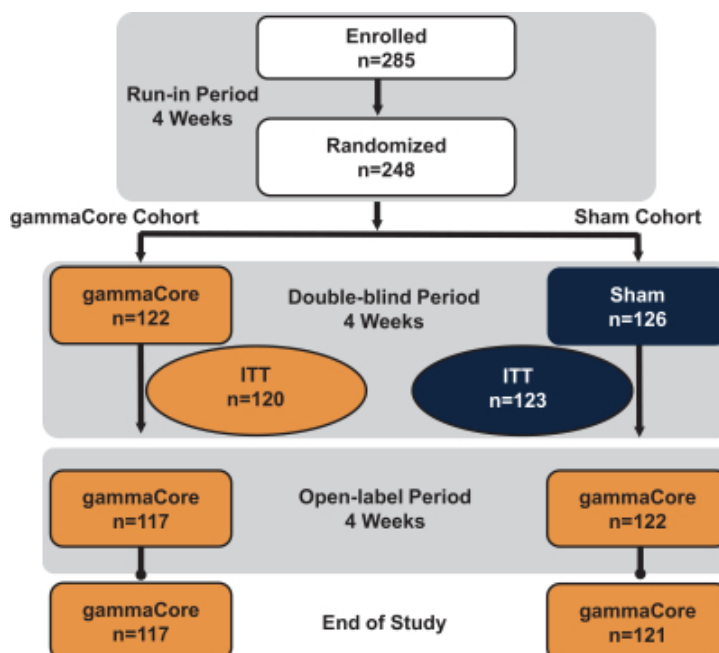 Enrolled
n=285
Run-in Period
4 Weeks
Randomized
n=248
gammaCore Cohort
Sham Cohort
gammaCore
n=122
Double-blind Period
4 Weeks
Sham
n=126
ITT
n=120
ITT
n=123
gammaCore
n=117
Open-label Period
4 Weeks
gammaCore
n=122
gammaCore
n=117
End of Study
gammaCore
n=121